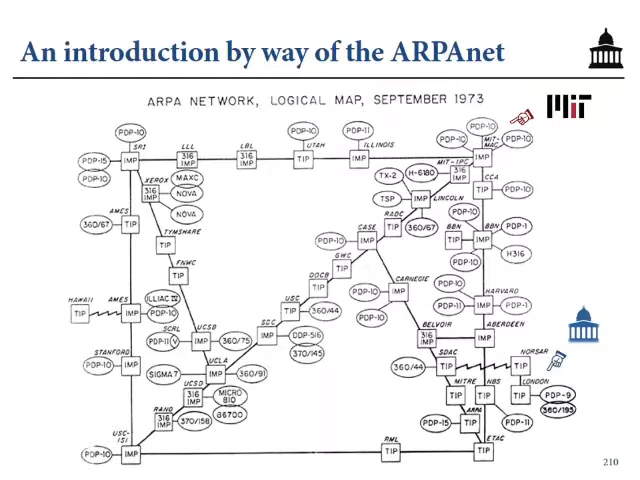 An introduction by way of the ARPAnet
MIT
ARPA NETWORK, LOGICAL MAP, SEPTEMBER 1973
PDP-10 PDP-10 PDP-11 PDP-10
SRI LLL LBL UTAH ILLINOIS PDP-10 MIT-MAC PDP-10
PDP-15 IMP 316 IMP 316 IMP TIP IMP IMP
PDP-10 MIT-IPC
XEROX MAXC TX-2 H-6180 316 IMP CCA
316 IMP NOVA TSP IMP LINCOLN TIP PDP-10
NOVA RADC
AMES TIP 360/67 PDP-10 BBN PDP-1
360/67 TIP TYMSHARE CASE BBN TIP IMP
TIP PDP-10 IMP PDP-10 H316
GWC
FNWC TIP
TIP DOCB CARNEGIE PDP-10 HARVARD
HAWAII AMES ILLIAC IV USC TIP PDP-10 IMP PDP-11 IMP PDP-1
TIP IMP PDP-10 TIP 360/44 PDP-10
SCRL UCSB SDC BELVOIR ABERDEEN
STANFORD PDP-11 V IMP 360/75 IMP DDP-516 316 IMP IMP
UCLA 370/145 SDAC NORSAR
PDP-10 IMP SIGMA7 IMP 360/91 360/44 TIP TIP
UCSD MICRO 810 MITRE NBS LONDON
316 IMP TIP TIP TIP PDP-9
RAND 360/195
USC-ISI 316 IMP 370/158 B6700 PDP-15 ARPA TIP PDP-11
RML ETAC
PDP-10 IMP TIP TIP
210